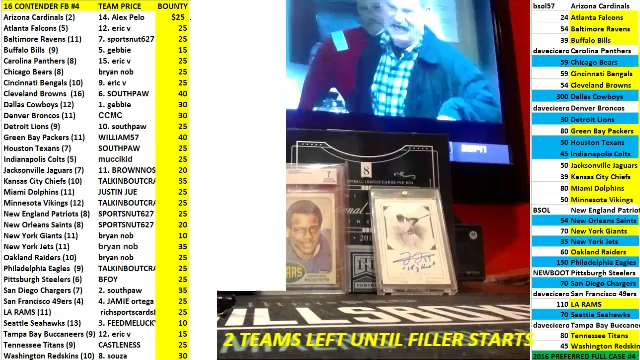 16 CONTENDER FB #4 TEAM PRICE BOUNTY
Arizona Cardinals (2) 14. Alex Pelo $25
Atlanta Falcons (5) 12. eric v 25
Baltimore Ravens (11) 7. sportsnut627 25
Buffalo Bills (9) 5. gebbie 15
Carolina Panthers (8) 15. eric v 25
Chicago Bears (8) bryan nob 25
Cincinnati Bengals (10) 9. eric v 25
Cleveland Browns (16) 6. SOUTHPAW 40
Dallas Cowboys (12) 1. gebbie 30
Denver Broncos (11) CCMG 30
Detroit Lions (9) 10. southpaw 25
Green Bay Packers (11) WILLIAM57 40
Houston Texans (7) SOUTHPAW 25
Indianapolis Colts (5) muccikid 25
Jacksonville Jaguars (7) 11. BROWNNOS 20
Kansas City Chiefs (10) TALKINBOUTCRA 35
Miami Dolphins (11) JUSTIN JUE 25
Minnesota Vikings (12) TALKINBOUTCRA 25
New England Patriots (8) SPORTSNUT627 25
New Orleans Saints (8) SPORTSNUT627 20
New York Giants (11) bryan nob 10
New York Jets (11) bryan nob 35
Oakland Raiders (10) bryan nob 25
Philadelphia Eagles (9) TALKINBOUTCRA 25
Pittsburgh Steelers (6) BFOY 25
San Diego Chargers (7) 2. southpaw 35
San Francisco 49ers (4) 4. JAMIE ortega 25
LA RAMS (11) richsportscards 25
Seattle Seahawks (13) 3. FEEDMELUCKY 10
Tampa Bay Buccaneers (9) 12. eric v 15
Tennessee Titans (9) CASTLENESS 25
Washington Redskins (10) 8. souza 30
ESPN
8
2 TEAMS LEFT UNTIL FILLER STARTS
bsol57 Arizona Cardinals
24 Atlanta Falcons
54 Baltimore Ravens
39 Buffalo Bills
davecicero Carolina Panthers
59 Chicago Bears
59 Cincinnati Bengals
54 Cleveland Browns
300 Dallas Cowboys
davecicero Denver Broncos
30 Detroit Lions
80 Green Bay Packers
50 Houston Texans
45 Indianapolis Colts
50 Jacksonville Jaguars
39 Kansas City Chiefs
80 Miami Dolphins
50 Minnesota Vikings
BSOL New England Patriots
54 New Orleans Saints
70 New York Giants
35 New York Jets
60 Oakland Raiders
150 Philadelphia Eagles
NEWBOOT Pittsburgh Steelers
70 San Diego Chargers
davecicero San Francisco 49ers
110 LA RAMS
70 Seattle Seahawks
davecicero Tampa Bay Buccaneers
80 Tennessee Titans
45 Washington Redskins
2016 PREFERRED FULL CASE #4